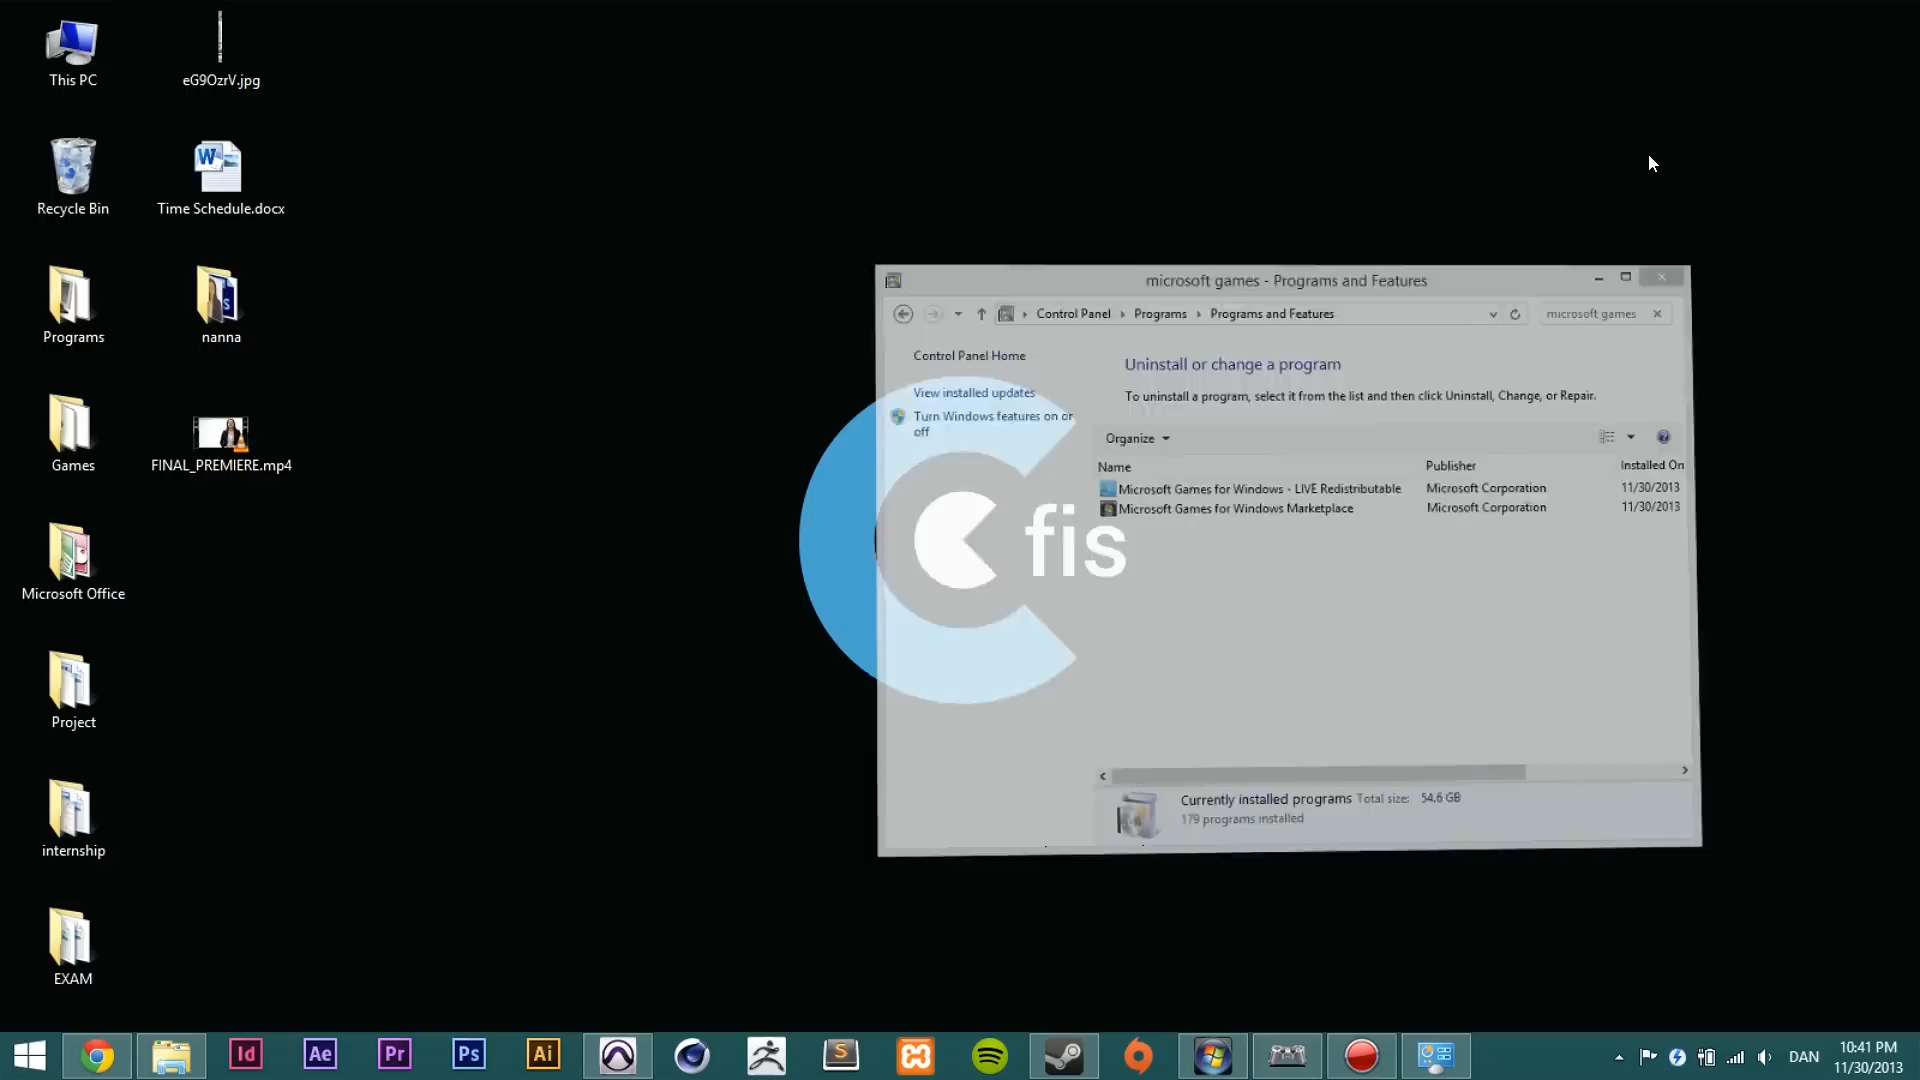 This PC
eG9OzrV.jpg
Recycle Bin
Time Schedule.docx
Programs
nanna
Games
FINAL_PREMIERE.mp4
Microsoft Office
Project
internship
EXAM
microsoft games - Programs and Features
Control Panel Programs Programs and Features
microsoft games
Control Panel Home
View installed updates
Turn Windows features on or
off
Uninstall or change a program
To uninstall a program, select it from the list and then click Uninstall, Change, or Repair.
Organize
Name Publisher Installed On
Microsoft Games for Windows - LIVE Redistributable Microsoft Corporation 11/30/2013
Microsoft Games for Windows Marketplace Microsoft Corporation 11/30/2013
fis
Currently installed programs Total size: 54.6 GB
179 programs installed
Id Ae Pr Ps Ai S
DAN
10:41 PM
11/30/2013